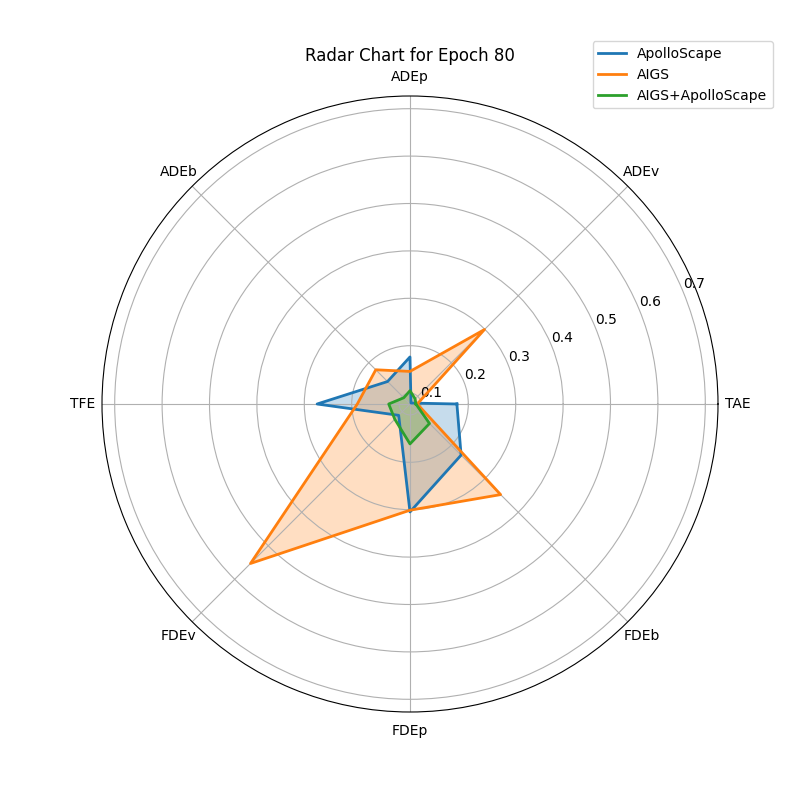 Radar Chart for Epoch 80
ApolloScape
AIGS
AIGS+ApolloScape
ADEp
ADEb
ADEv
0.7
0.6
0.5
0.4
0.3
0.2
0.1
TFE
TAE
FDEv
FDEb
FDEp